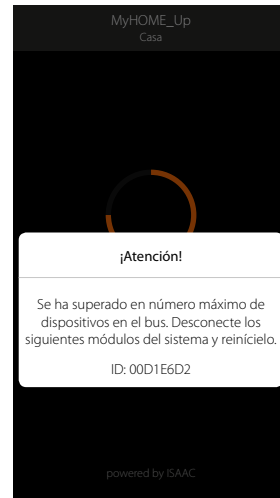 MyHOME_Up
Casa
¡Atención!
Se ha superado en número máximo de
dispositivos en el bus. Desconecte los
siguientes módulos del sistema y reinícielo.
ID: 00D1E6D2
powered by ISAAC